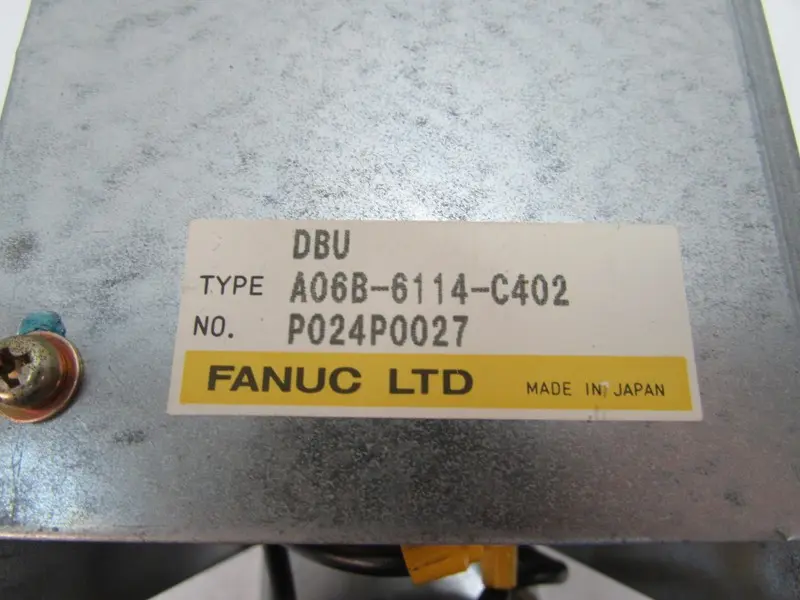 DBU
TYPE A06B-6114-C402
NO. P024P0027
FANUC LTD MADE IN JAPAN